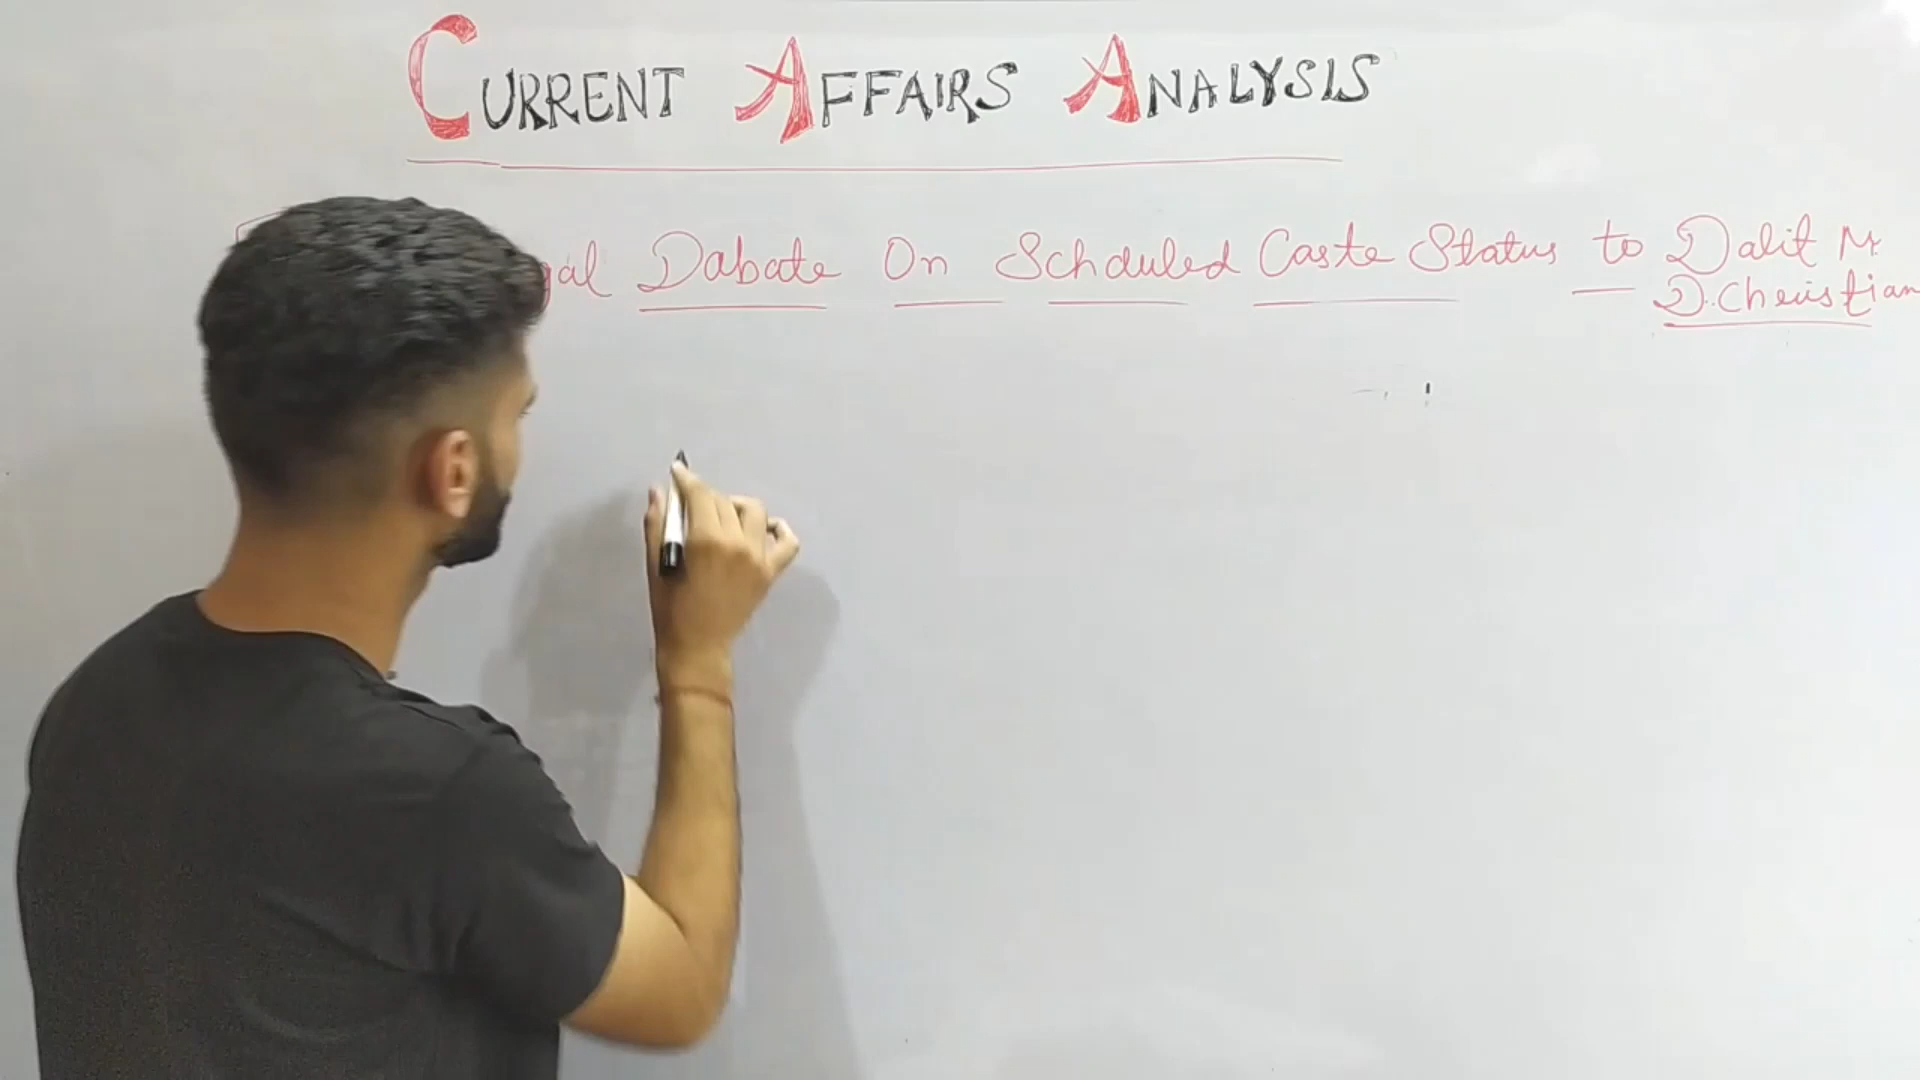 CURRENT AFFAIRS ANALYSIS
gal Dabate On Schduled Caste Status to Dalit M.
D. Christian